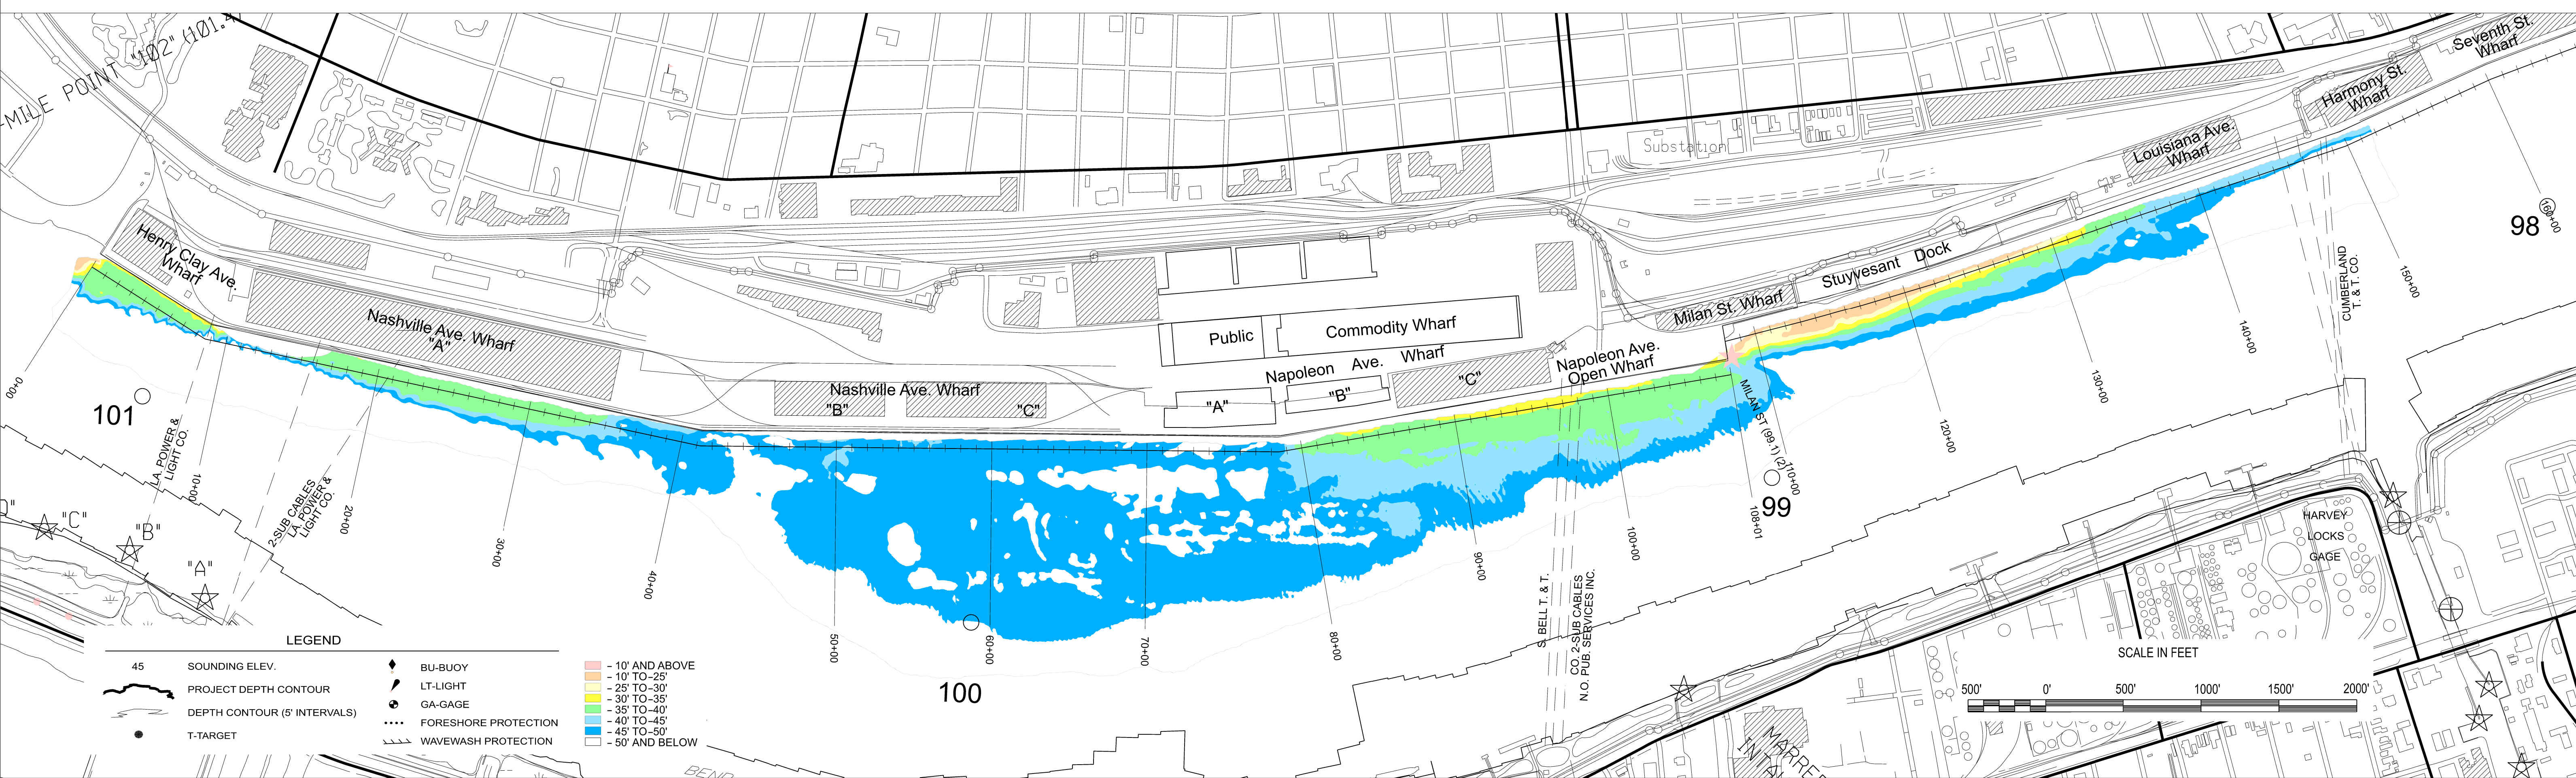 -MILE POINT "102" (101.4)
Seventh St.
Wharf
Harmony St.
Wharf
Louisiana Ave.
Wharf
Substation
Henry Clay Ave.
Wharf
Stuyvesant Dock
Milan St. Wharf
Nashville Ave. Wharf
"A"
Public
Commodity Wharf
Napoleon Ave. Wharf
Napoleon Ave.
Open Wharf
Nashville Ave. Wharf
"B"
"C"
"A"
"B"
"C"
98
160+00
CUMBERLAND
T. & T. CO.
150+00
140+00
130+00
120+00
MILAN ST (99.1) (2)
110+00
99
108+01
100+00
90+00
80+00
70+00
60+00
50+00
40+00
30+00
20+00
10+00
00+0
101
LA. POWER &
LIGHT CO.
2-SUB CABLES
LA. POWER &
LIGHT CO.
"C"
"B"
"A"
100
S. BELL T. & T.
CO. 2-SUB CABLES
N.O. PUB. SERVICES INC.
HARVEY
LOCKS
GAGE
LEGEND
45 SOUNDING ELEV.
PROJECT DEPTH CONTOUR
DEPTH CONTOUR (5' INTERVALS)
T-TARGET
BU-BUOY
LT-LIGHT
GA-GAGE
FORESHORE PROTECTION
WAVEWASH PROTECTION
– 10' AND ABOVE
– 10' TO–25'
– 25' TO–30'
– 30' TO–35'
– 35' TO–40'
– 40' TO–45'
– 45' TO–50'
– 50' AND BELOW
SCALE IN FEET
500' 0' 500' 1000' 1500' 2000'
BEND